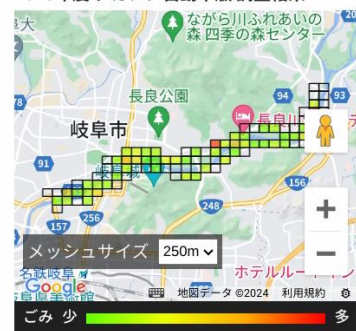 ながら川ふれあいの
森 四季の森センター
長良公園
94
93
岐阜市
長良川
91
岐阜城
156
248
157
256
メッシュサイズ 250m
名鉄岐阜
ホテルルー
Google
地図データ ©2024 利用規約
ごみ 少
多